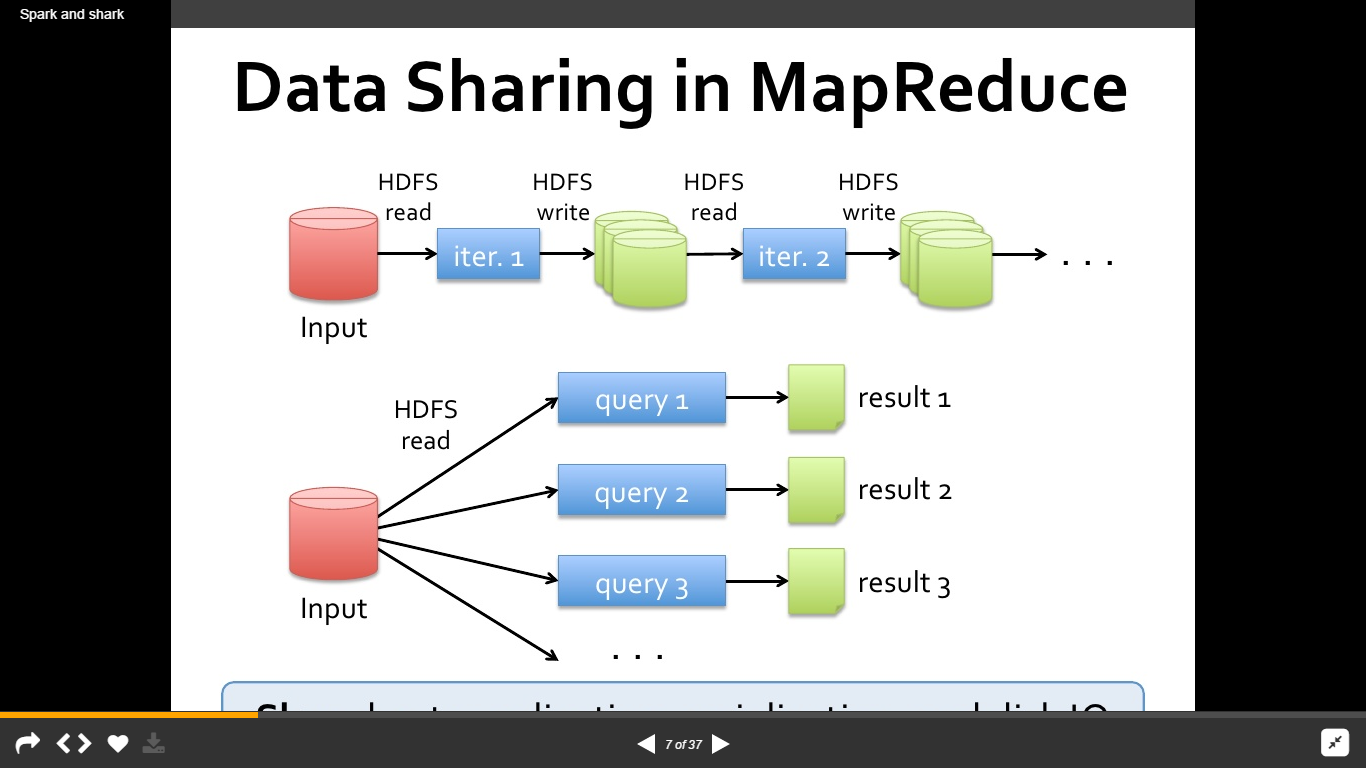 Spark and shark
Data Sharing in MapReduce
HDFS
read
HDFS
write
HDFS
read
HDFS
write
iter. 1
iter. 2
. . .
Input
HDFS
read
query 1
result 1
query 2
result 2
query 3
result 3
Input
. . .
7 of 37